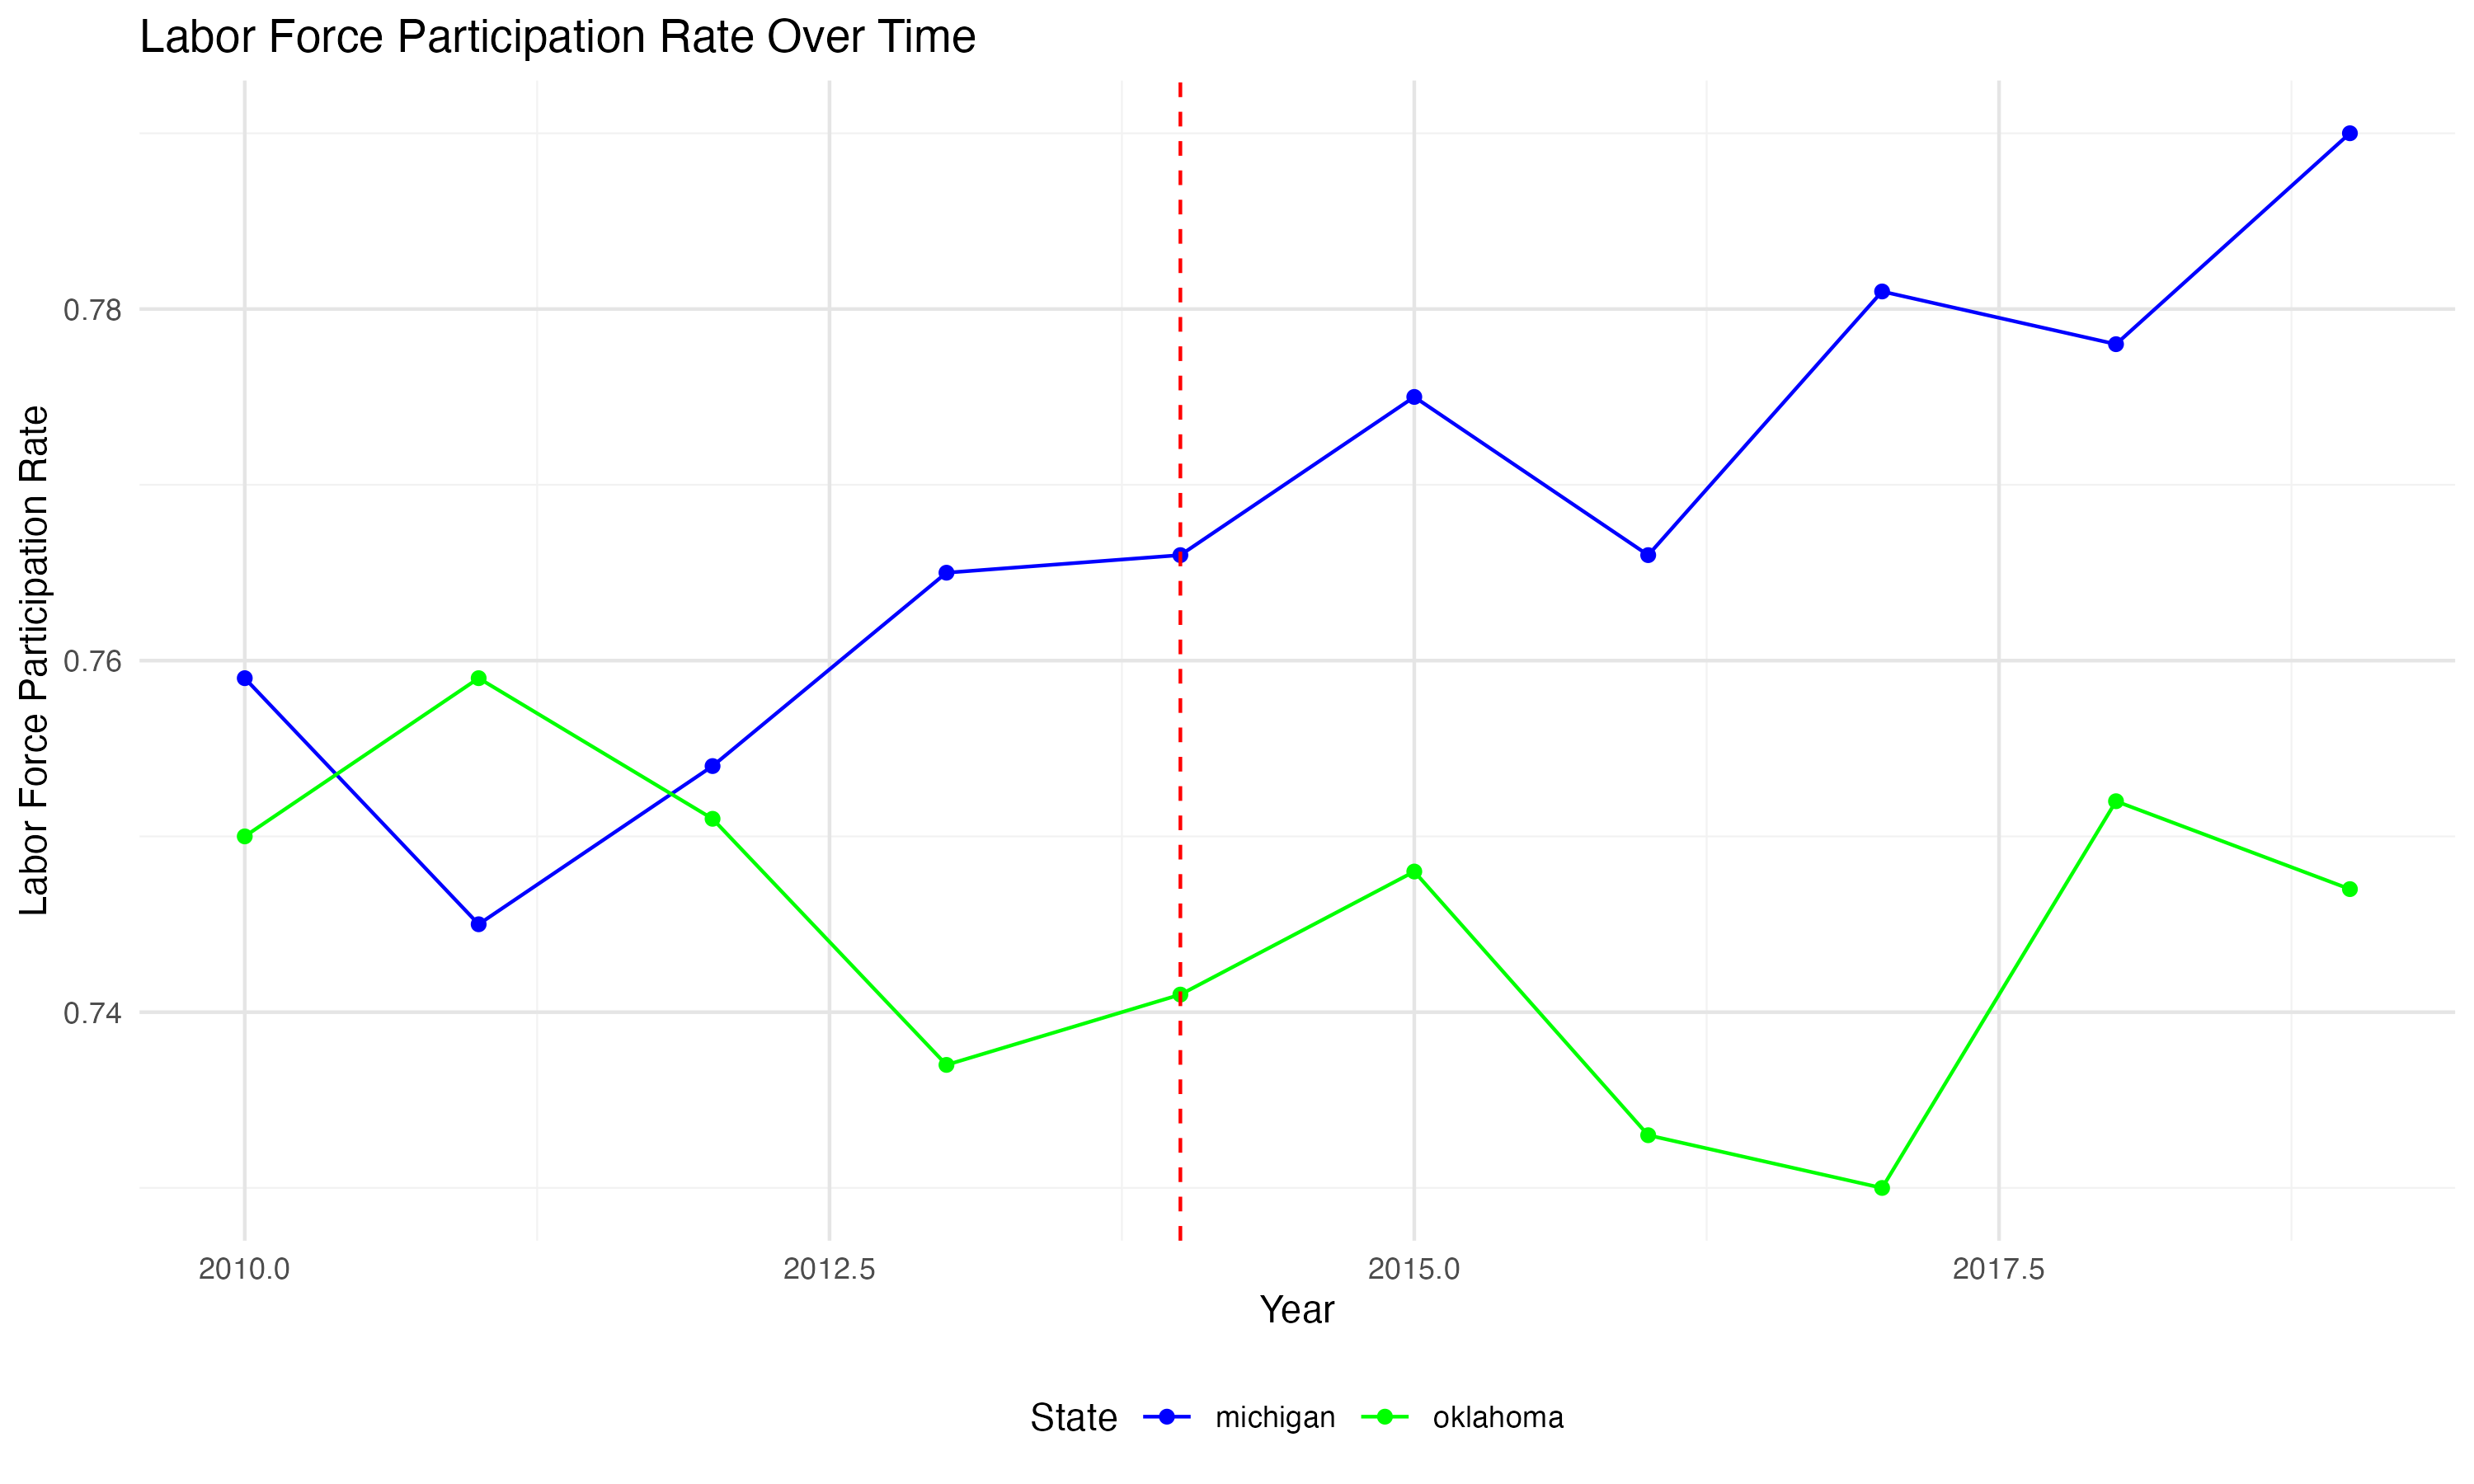 Labor Force Participation Rate Over Time
Labor Force Participation Rate
0.78
0.76
0.74
2010.0 2012.5 2015.0 2017.5
Year
State michigan oklahoma